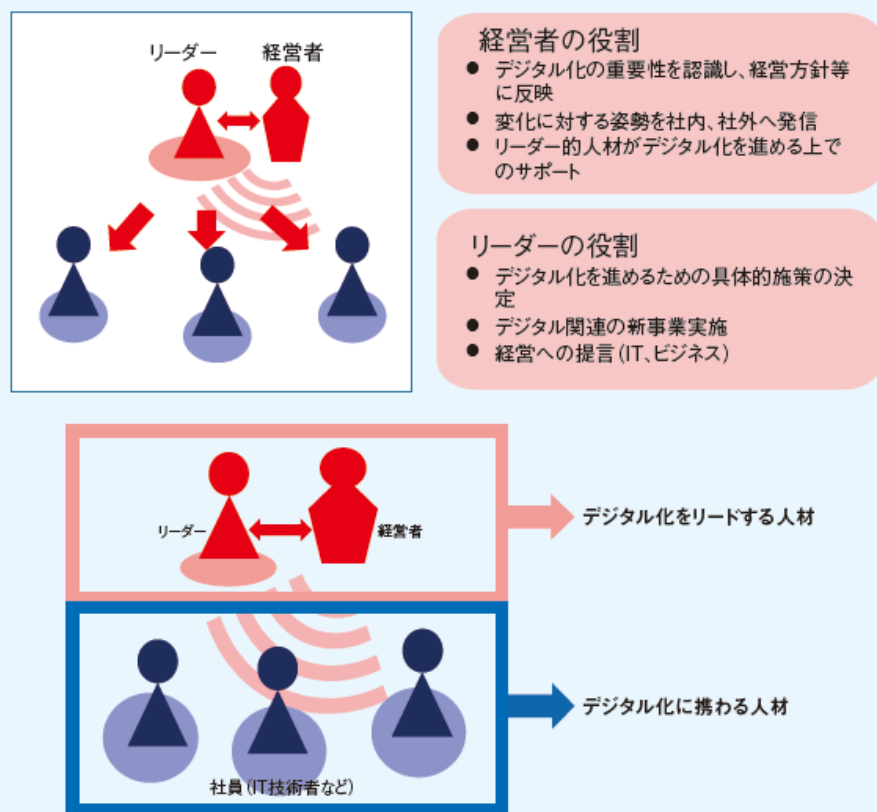 リーダー
経営者
経営者の役割
● デジタル化の重要性を認識し、経営方針等
に反映
● 変化に対する姿勢を社内、社外へ発信
● リーダー的人材がデジタル化を進める上で
のサポート
リーダーの役割
● デジタル化を進めるための具体的施策の決
定
● デジタル関連の新事業実施
● 経営への提言(IT、ビジネス)
リーダー
経営者
デジタル化をリードする人材
デジタル化に携わる人材
社員(IT技術者など)